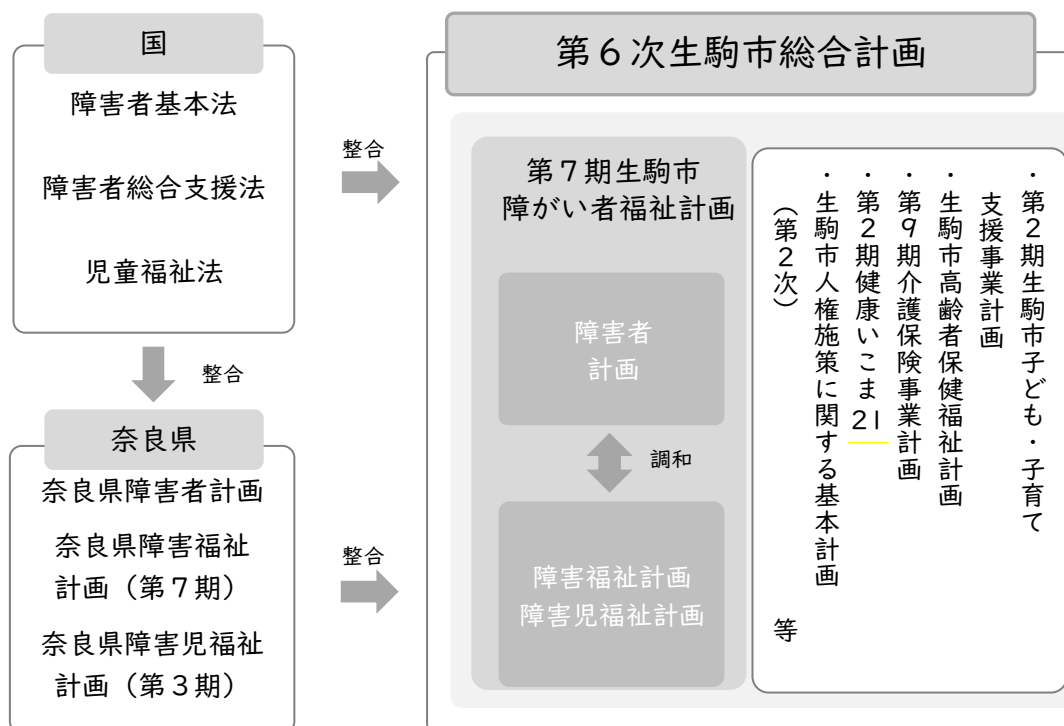 国
障害者基本法
障害者総合支援法
児童福祉法
整合
整合
奈良県
奈良県障害者計画
奈良県障害福祉
計画（第７期）
奈良県障害児福祉
計画（第３期）
整合
第６次生駒市総合計画
第７期生駒市
障がい者福祉計画
障害者
計画
調和
障害福祉計画
障害児福祉計画
・第２期生駒市子ども・子育て
支援事業計画
・生駒市高齢者保健福祉計画
・第９期介護保険事業計画
・第２期健康いこま21
・生駒市人権施策に関する基本計画
（第２次） 等